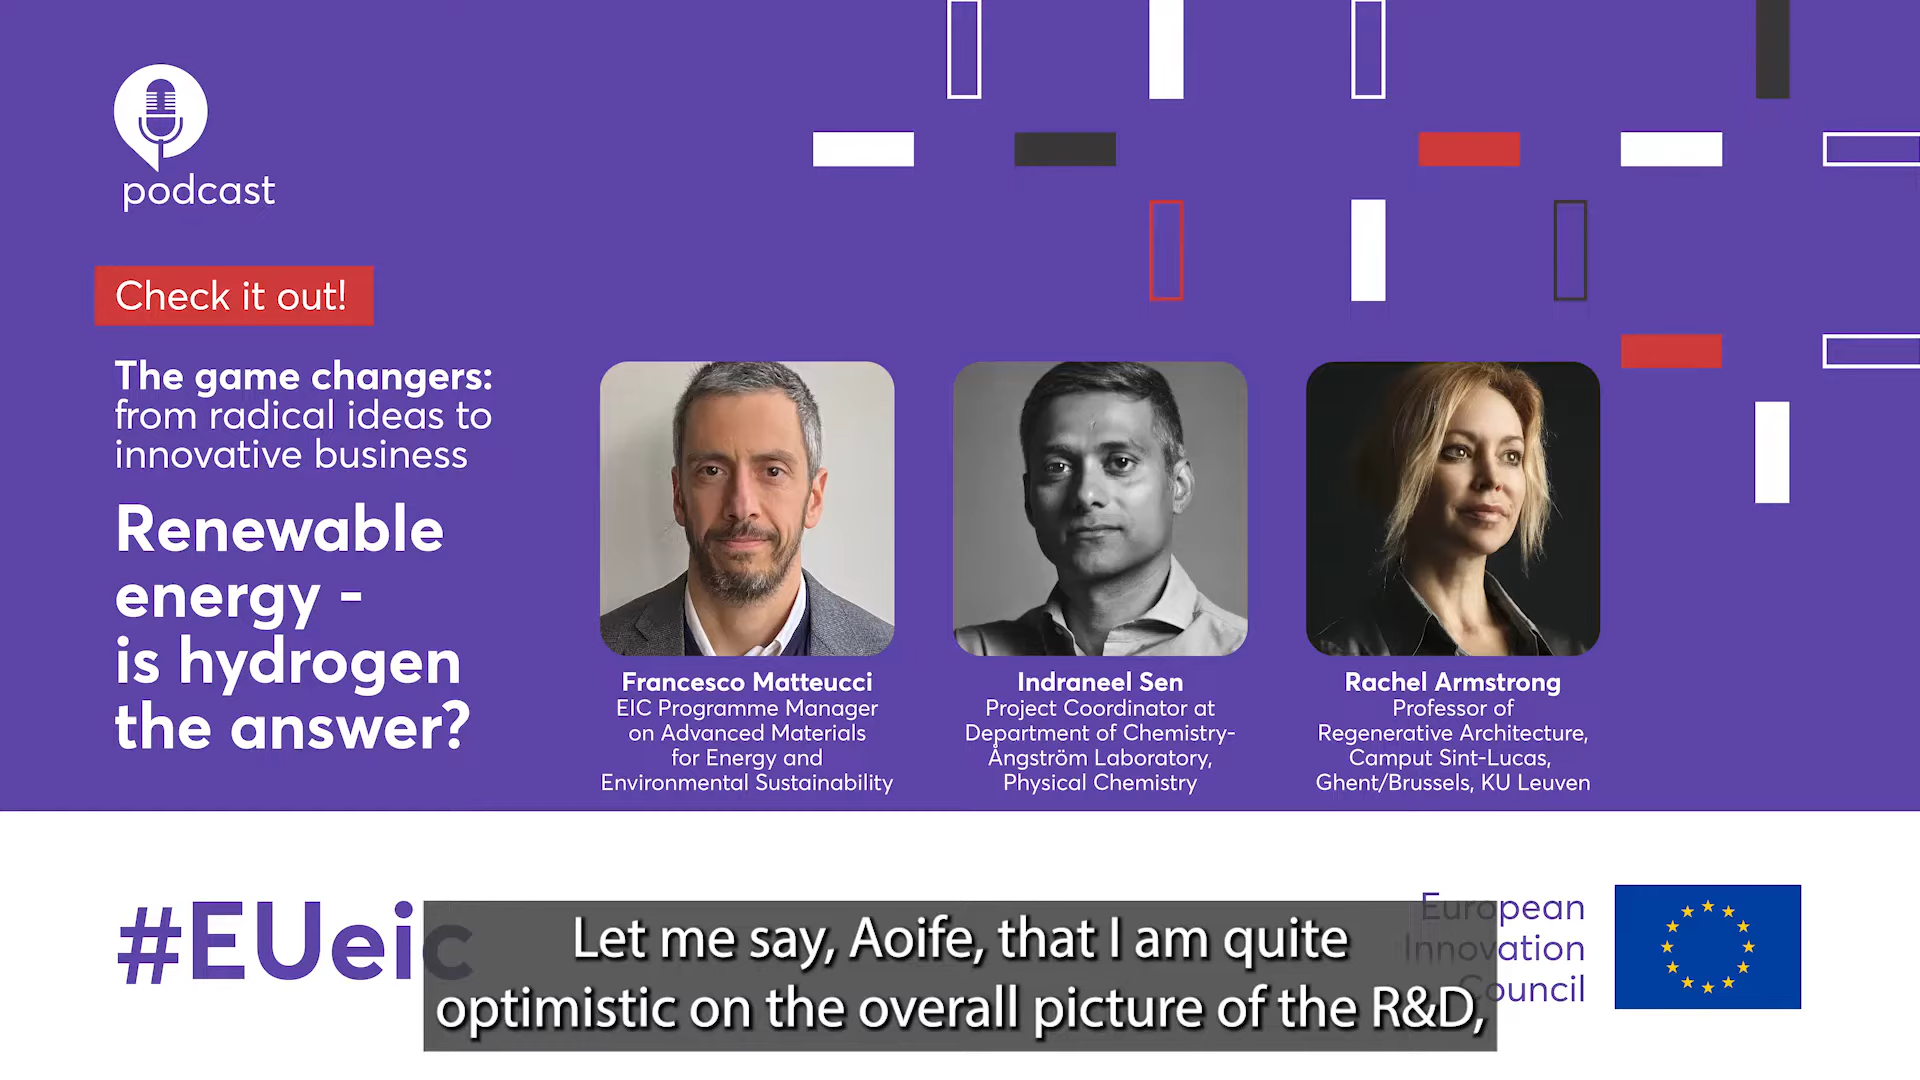 podcast
Check it out!
The game changers:
from radical ideas to
innovative business
Renewable
energy -
is hydrogen
the answer?
Francesco Matteucci
EIC Programme Manager
on Advanced Materials
for Energy and
Environmental Sustainability
Indraneel Sen
Project Coordinator at
Department of Chemistry-
Ångström Laboratory,
Physical Chemistry
Rachel Armstrong
Professor of
Regenerative Architecture,
Camput Sint-Lucas,
Ghent/Brussels, KU Leuven
#EUeic
European
Innovation
Council
Let me say, Aoife, that I am quite
optimistic on the overall picture of the R&D,